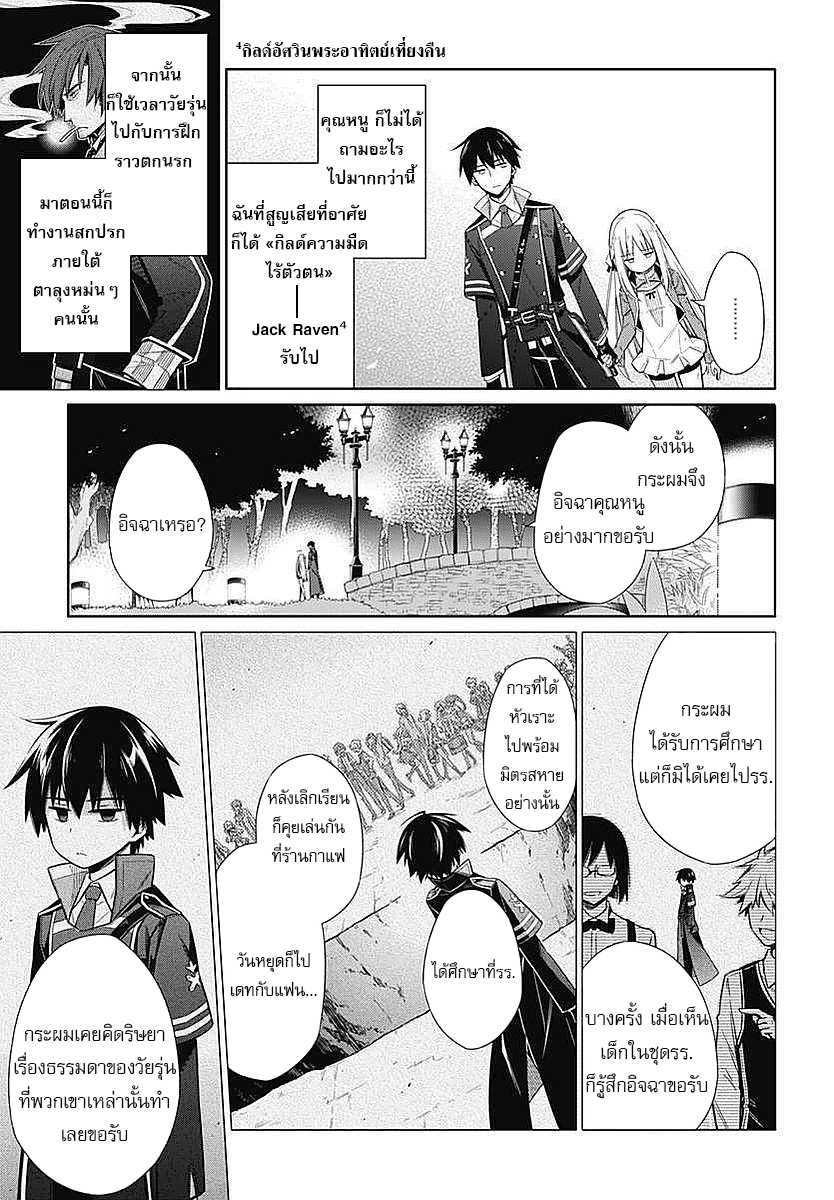 ⁴กิลด์อัศวินพระอาทิตย์เที่ยงคืน
คุณหนู ก็ไม่ได้
ถามอะไร
ไปมากกว่านี้
ฉันที่สูญเสียที่อาศัย
ก็ได้ «กิลด์ความมืด
ไร้ตัวตน»
Jack Raven⁴
รับไป
.........
จากนั้น
ก็ใช้เวลาวัยรุ่น
ไปกับการฝึก
ราวตกนรก
มาตอนนี้ก็
ทำงานสกปรก
ภายใต้
ตาลุงหม่นๆ
คนนั้น
ดังนั้น
กระผมจึง
อิจฉาคุณหนู
อย่างมากขอรับ
อิจฉาเหรอ?
กระผม
ได้รับการศึกษา
แต่ก็มิได้เคยไปรร.
บางครั้ง เมื่อเห็น
เด็กในชุดรร.
ก็รู้สึกอิจฉาขอรับ
การที่ได้
หัวเราะ
ไปพร้อม
มิตรสหาย
อย่างนั้น
ได้ศึกษาที่รร.
หลังเลิกเรียน
ก็คุยเล่นกัน
ที่ร้านกาแฟ
วันหยุดก็ไป
เดทกับแฟน...
กระผมเคยคิดริษยา
เรื่องธรรมดาของวัยรุ่น
ที่พวกเขาเหล่านั้นทำ
เลยขอรับ